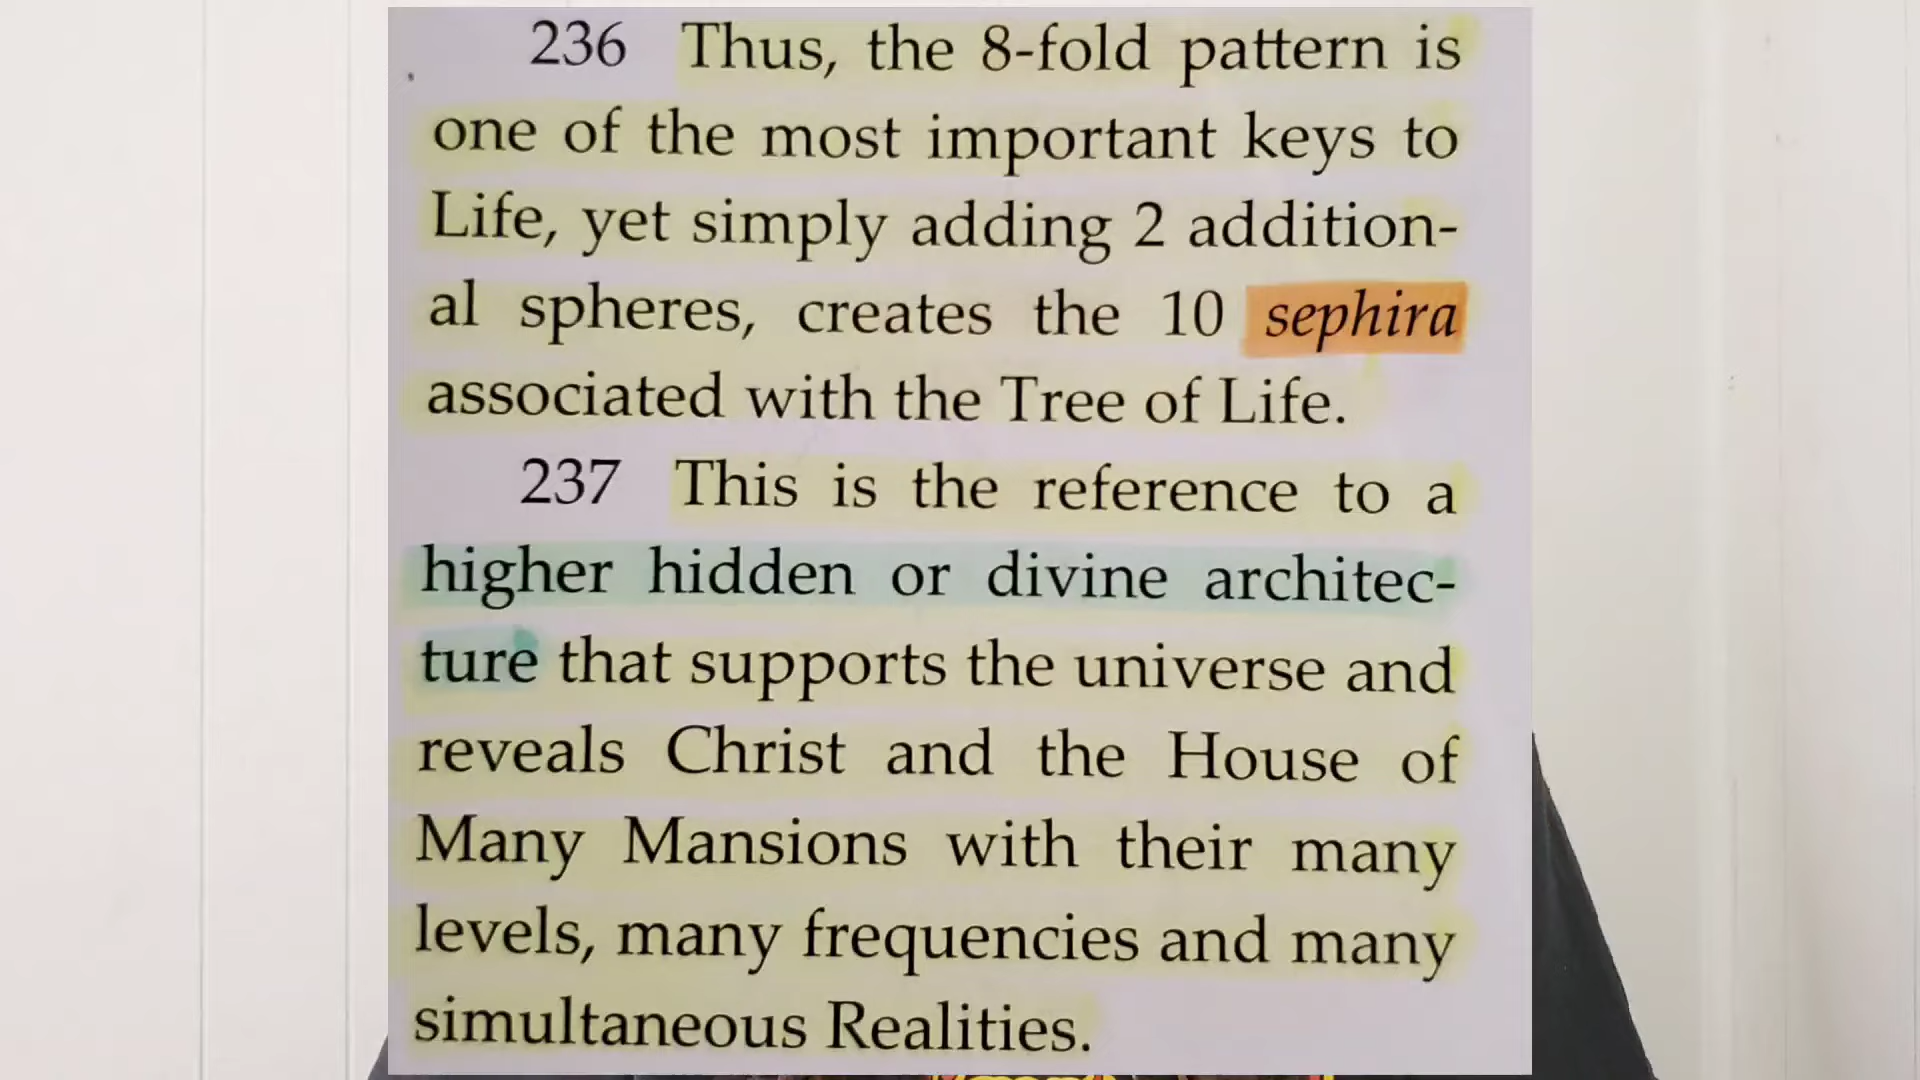 236 Thus, the 8-fold pattern is
one of the most important keys to
Life, yet simply adding 2 addition-
al spheres, creates the 10 sephira
associated with the Tree of Life.
237 This is the reference to a
higher hidden or divine architec-
ture that supports the universe and
reveals Christ and the House of
Many Mansions with their many
levels, many frequencies and many
simultaneous Realities.